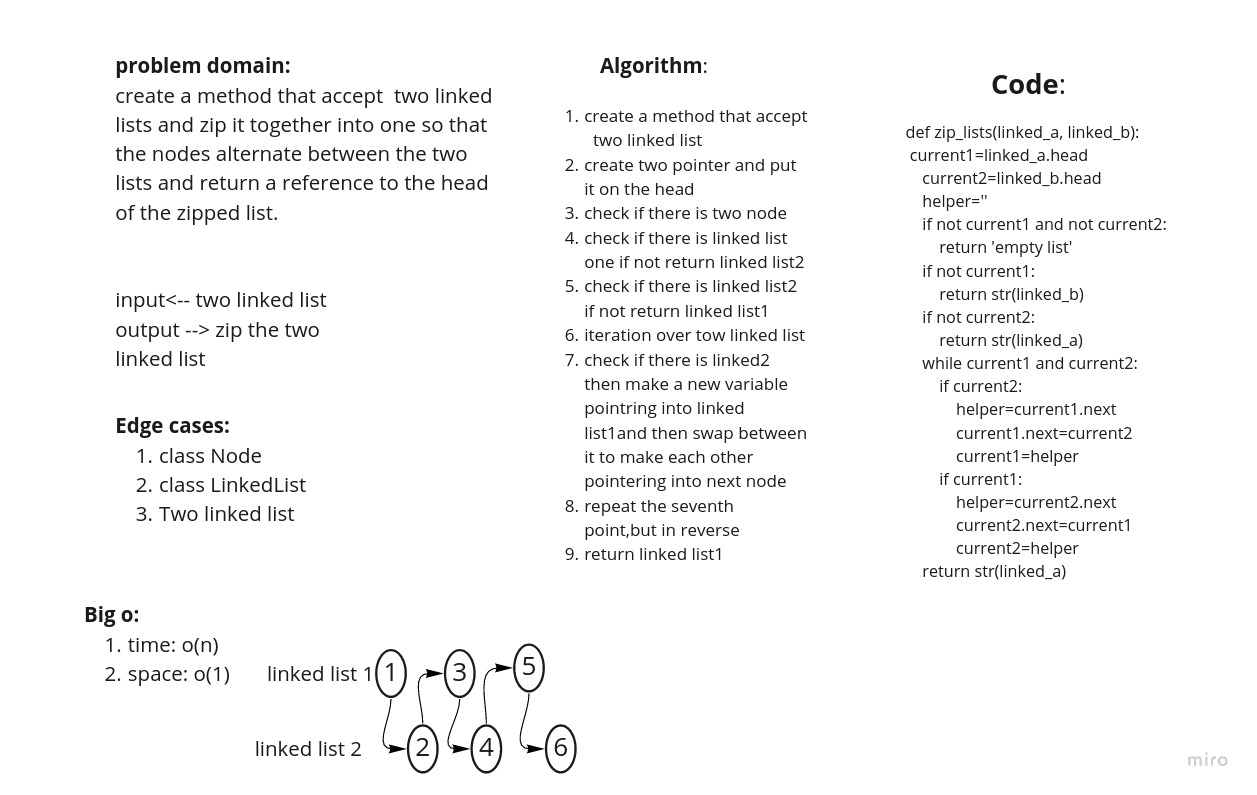 problem domain:
create a method that accept  two linked
lists and zip it together into one so that
the nodes alternate between the two
lists and return a reference to the head
of the zipped list.
input<-- two linked list
output --> zip the two
linked list
Edge cases:
1. class Node
2. class LinkedList
3. Two linked list
Algorithm:
1. create a method that accept
two linked list
2. create two pointer and put
it on the head
3. check if there is two node
4. check if there is linked list
one if not return linked list2
5. check if there is linked list2
if not return linked list1
6. iteration over tow linked list
7. check if there is linked2
then make a new variable
pointring into linked
list1and then swap between
it to make each other
pointering into next node
8. repeat the seventh
point,but in reverse
9. return linked list1
Code:
def zip_lists(linked_a, linked_b):
current1=linked_a.head
current2=linked_b.head
helper=''
if not current1 and not current2:
return 'empty list'
if not current1:
return str(linked_b)
if not current2:
return str(linked_a)
while current1 and current2:
if current2:
helper=current1.next
current1.next=current2
current1=helper
if current1:
helper=current2.next
current2.next=current1
current2=helper
return str(linked_a)
Big o:
1. time: o(n)
2. space: o(1)
linked list 1 1 3 5
linked list 2 2 4 6
miro